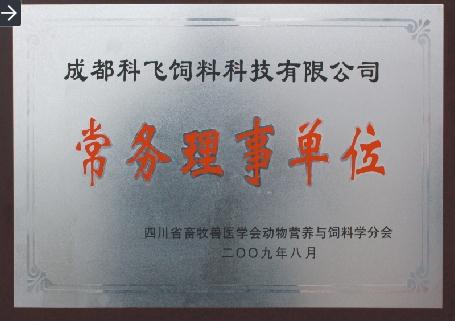 成都科飞饲料科技有限公司
常务理事单位
四川省畜牧兽医学会动物营养与饲料学分会
二〇〇九年八月